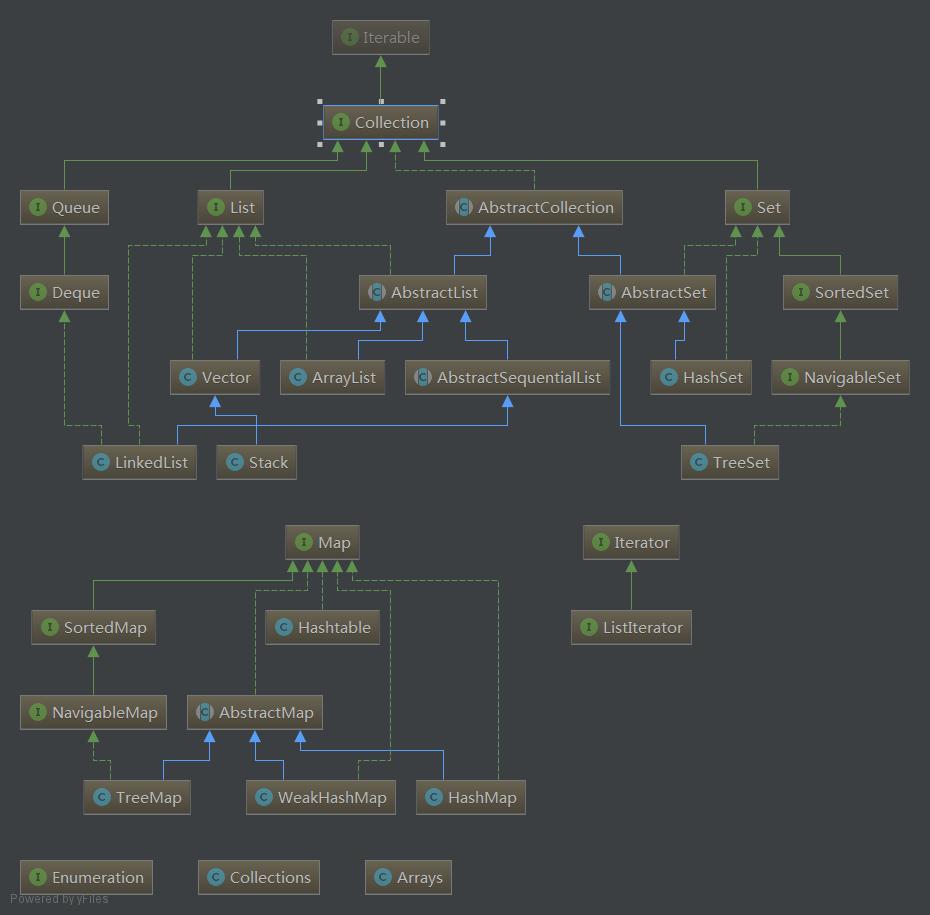 I Iterable
I Collection
I Queue
I List
C AbstractCollection
I Set
I Deque
C AbstractList
C AbstractSet
I SortedSet
C Vector
C ArrayList
C AbstractSequentialList
C HashSet
I NavigableSet
C LinkedList
C Stack
C TreeSet
I Map
I Iterator
I SortedMap
C Hashtable
I ListIterator
I NavigableMap
C AbstractMap
C TreeMap
C WeakHashMap
C HashMap
I Enumeration
C Collections
C Arrays
Powered by yFiles